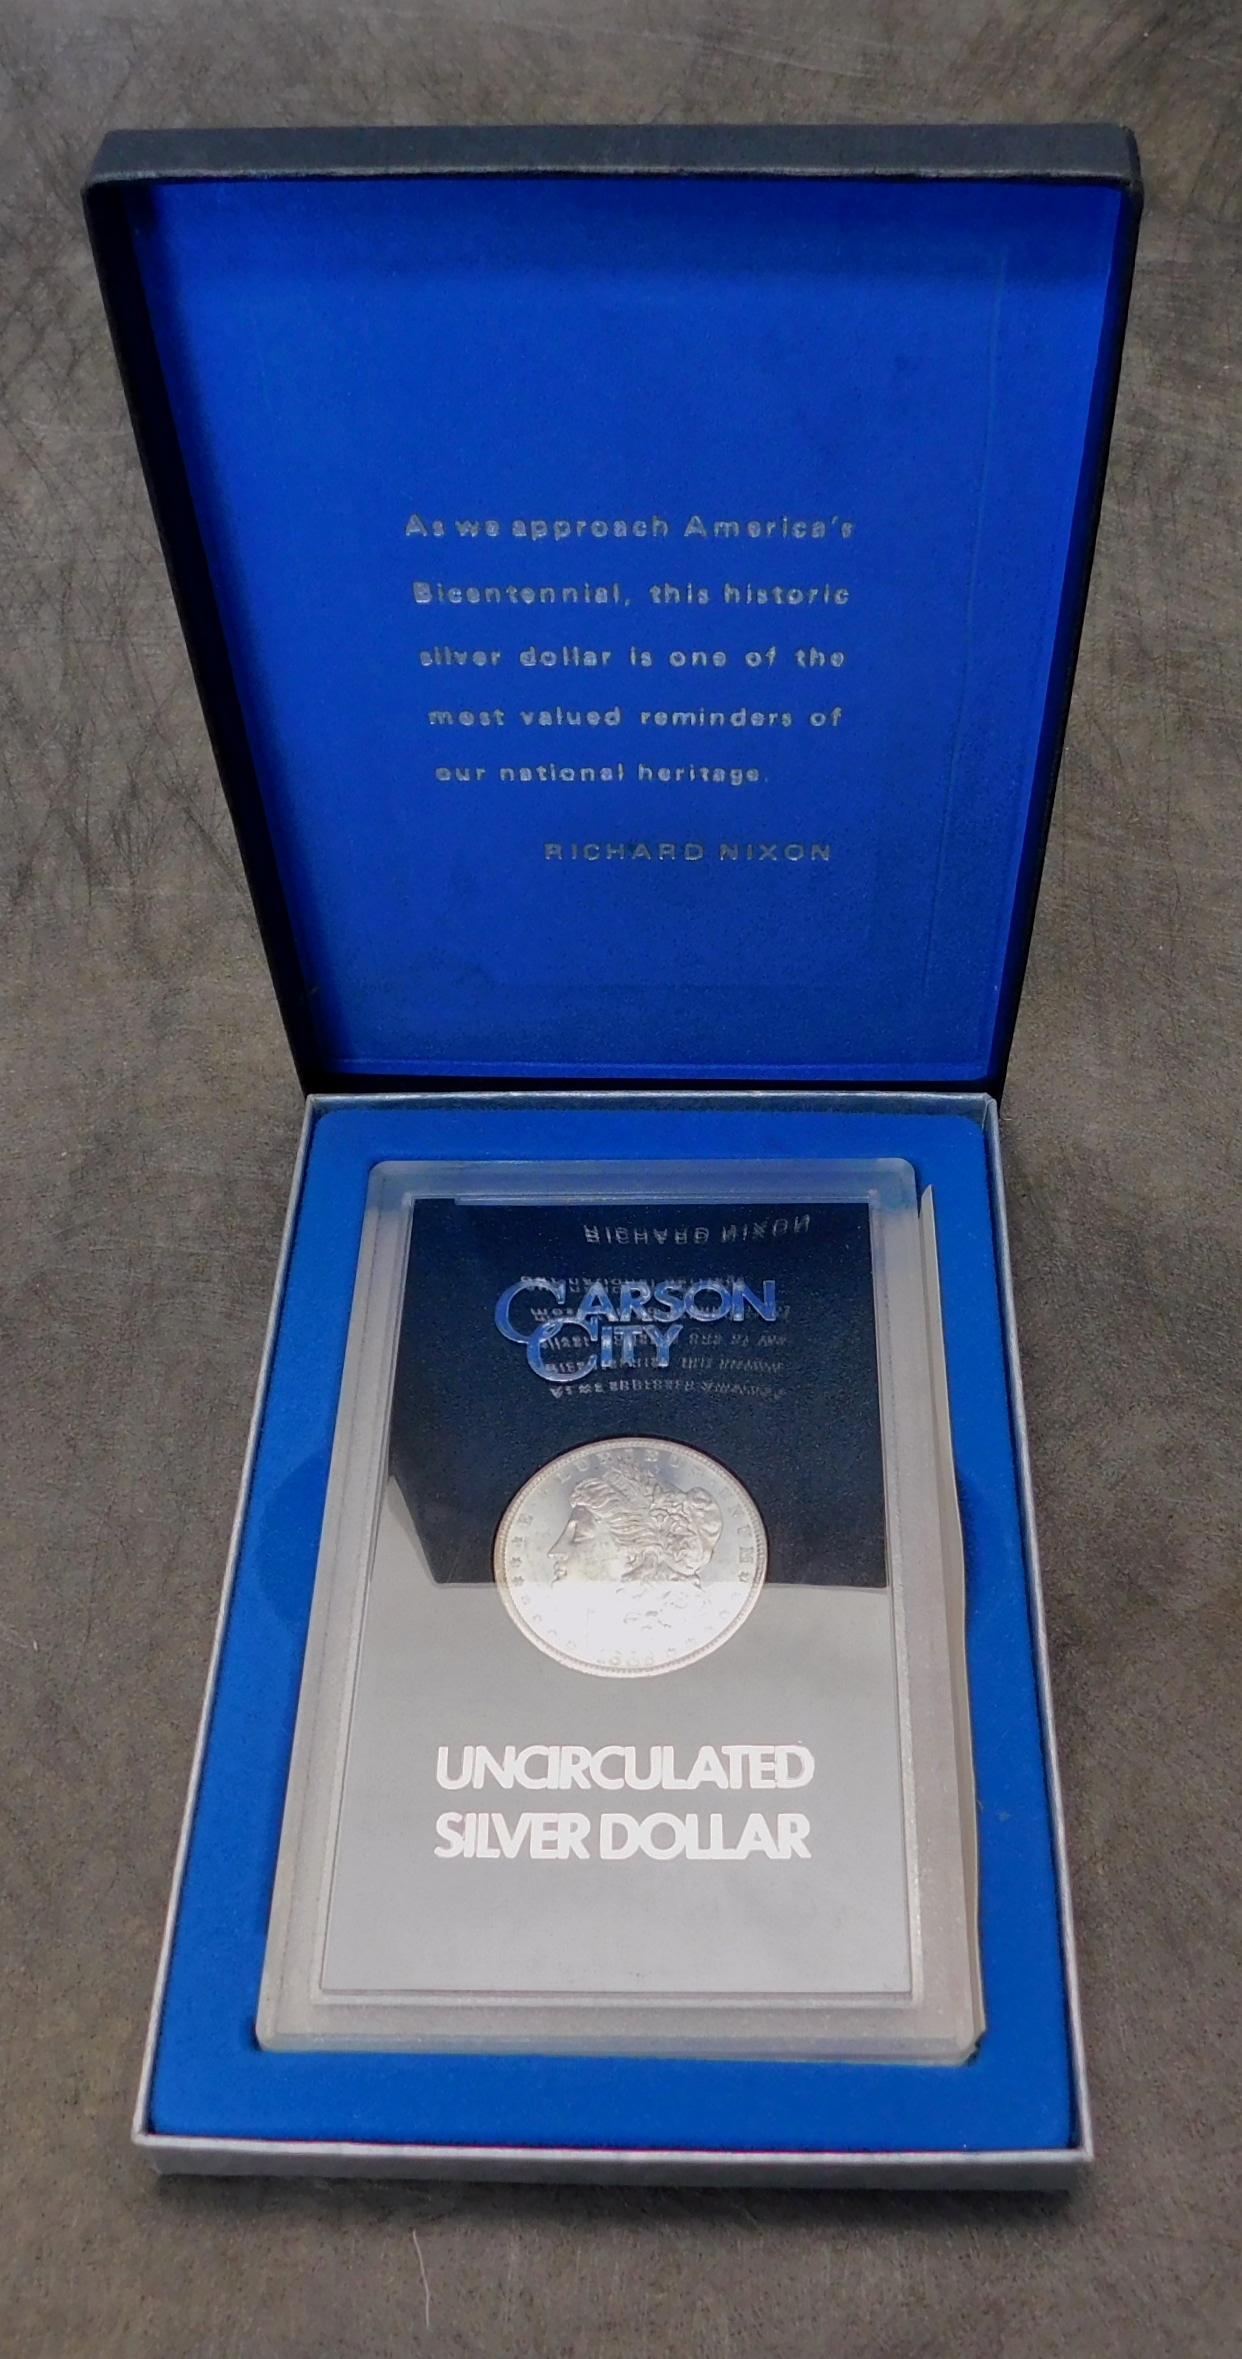 As we approach America's
Bicentennial, this historic
silver dollar is one of the
most valued reminders of
our national heritage.
RICHARD NIXON
CARSON
CITY
UNCIRCULATED
SILVER DOLLAR